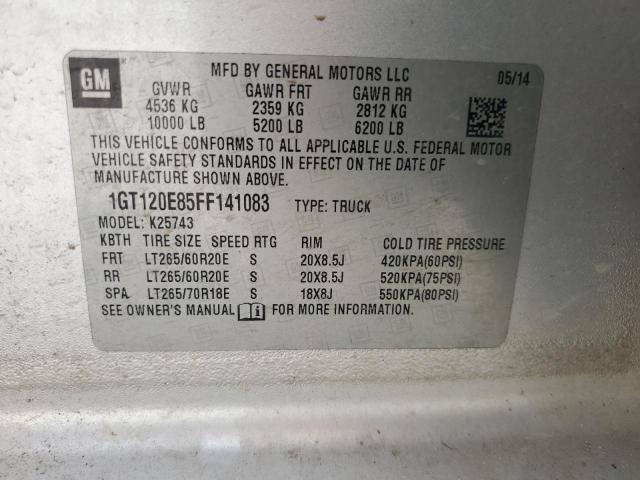 GM
MFD BY GENERAL MOTORS LLC 05/14
GVWR GAWR FRT GAWR RR
4536 KG 2359 KG 2812 KG
10000 LB 5200 LB 6200 LB
THIS VEHICLE CONFORMS TO ALL APPLICABLE U.S. FEDERAL MOTOR
VEHICLE SAFETY STANDARDS IN EFFECT ON THE DATE OF
MANUFACTURE SHOWN ABOVE.
1GT120E85FF141083 TYPE: TRUCK
MODEL: K25743
KBTH TIRE SIZE SPEED RTG RIM COLD TIRE PRESSURE
FRT LT265/60R20E S 20X8.5J 420KPA(60PSI)
RR LT265/60R20E S 20X8.5J 520KPA(75PSI)
SPA LT265/70R18E S 18X8J 550KPA(80PSI)
SEE OWNER'S MANUAL FOR MORE INFORMATION.